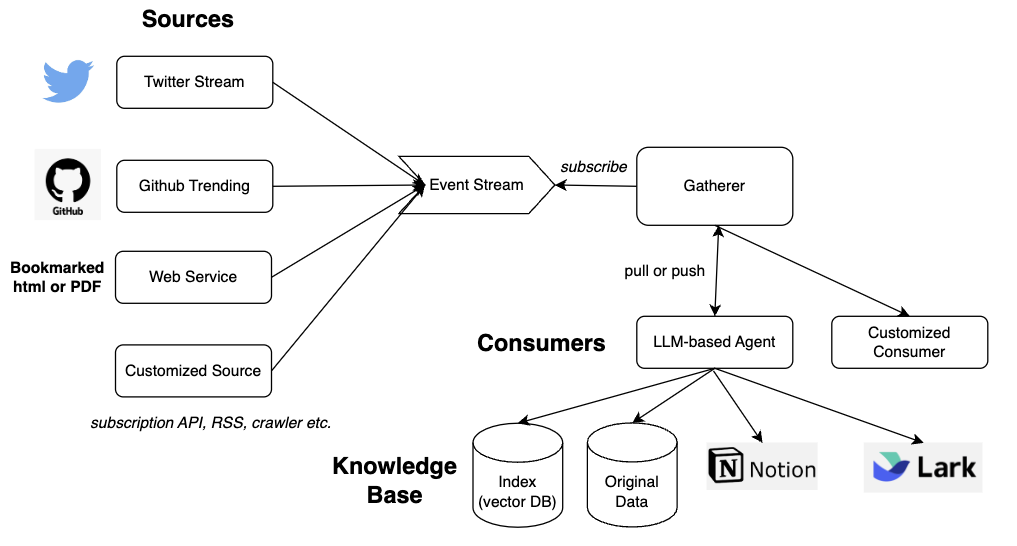 Sources
Twitter Stream
GitHub
Github Trending
Bookmarked
html or PDF
Web Service
Customized Source
subscription API, RSS, crawler etc.
Event Stream
subscribe
Gatherer
pull or push
Consumers
LLM-based Agent
Customized
Consumer
Knowledge
Base
Index
(vector DB)
Original
Data
N Notion
Lark